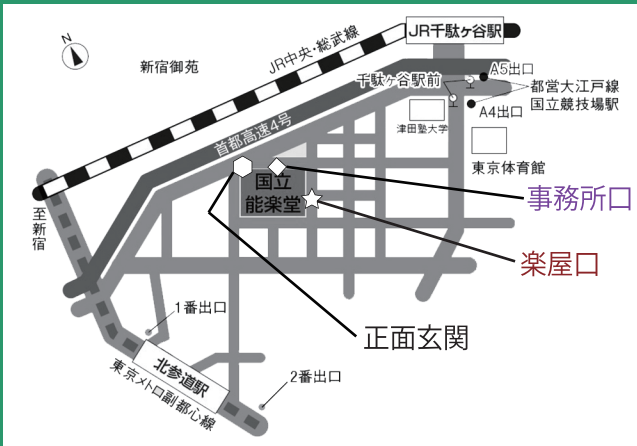 N
JR千駄ケ谷駅
JR中央・総武線
新宿御苑
千駄ケ谷駅前
A5出口
都営大江戸線
国立競技場駅
A4出口
津田塾大学
東京体育館
首都高速4号
国立
能楽堂
事務所口
楽屋口
正面玄関
至新宿
1番出口
北参道駅
東京メトロ副都心線
2番出口